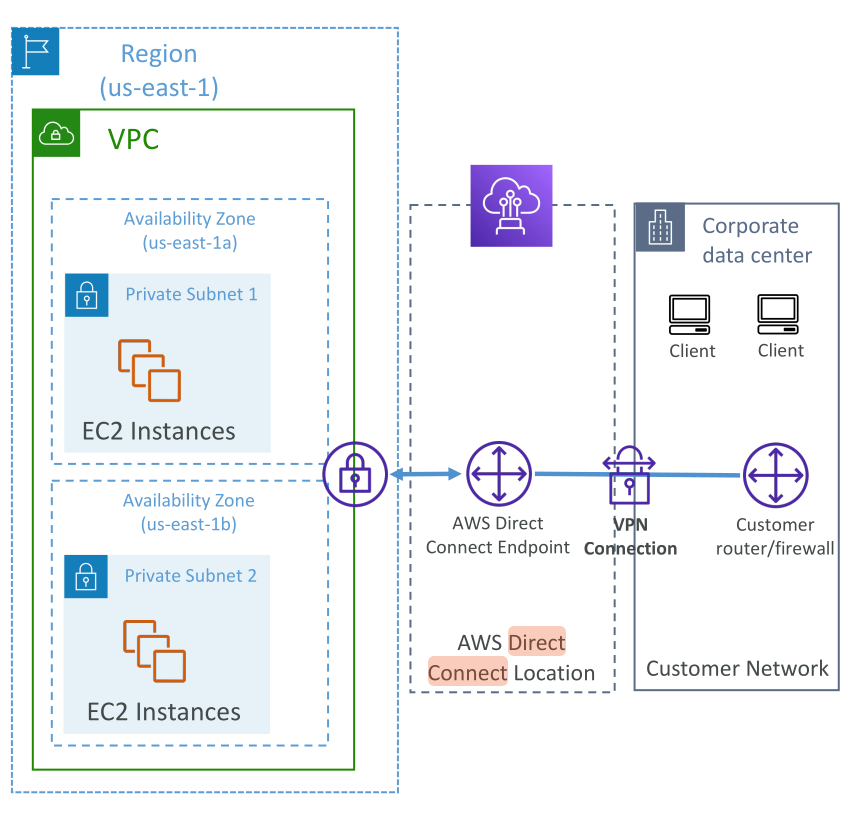 Region
(us-east-1)
VPC
Availability Zone
(us-east-1a)
Private Subnet 1
EC2 Instances
Availability Zone
(us-east-1b)
Private Subnet 2
EC2 Instances
AWS Direct
Connect Endpoint
AWS Direct
Connect Location
VPN
Connection
Corporate
data center
Client
Client
Customer
router/firewall
Customer Network